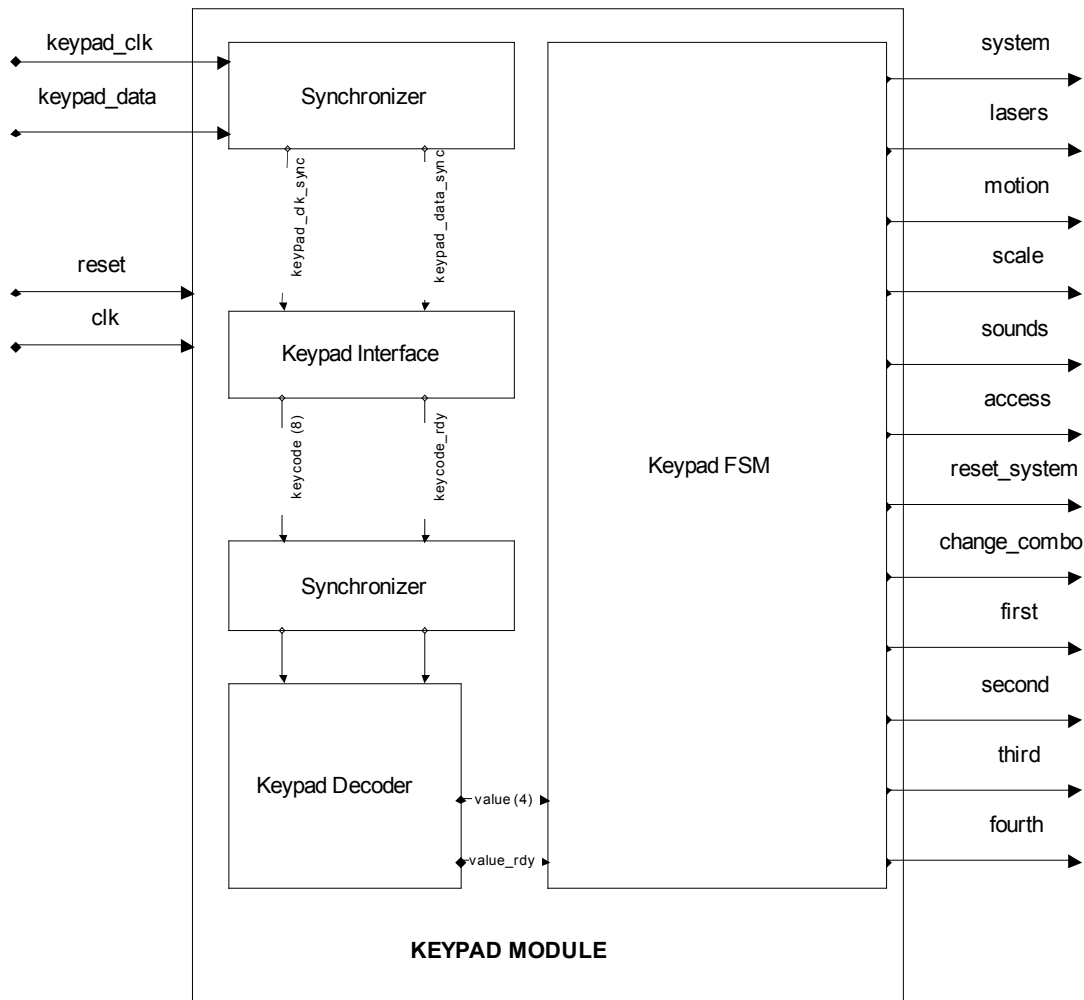 keypad_clk
keypad_data
reset
clk
Synchronizer
keypad_clk_sync
keypad_data_sync
Keypad Interface
keycode (8)
keycode_rdy
Synchronizer
Keypad Decoder
value (4)
value_rdy
Keypad FSM
system
lasers
motion
scale
sounds
access
reset_system
change_combo
first
second
third
fourth
KEYPAD MODULE